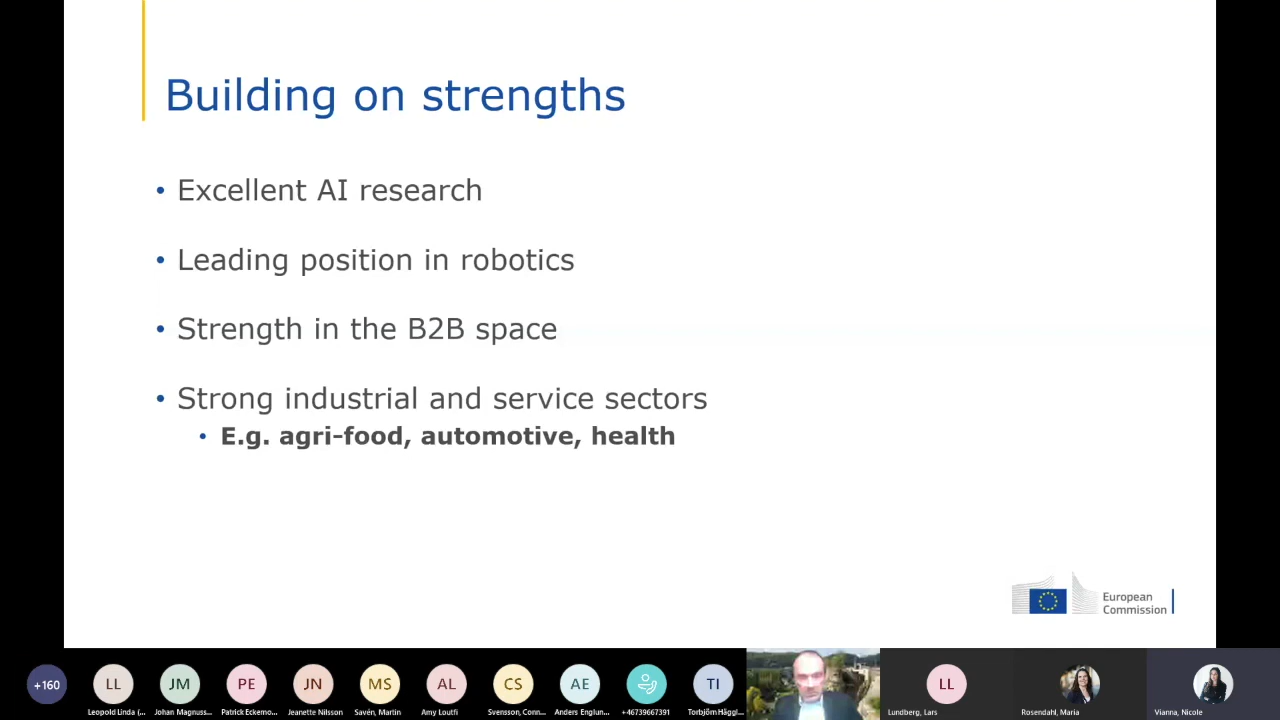 Building on strengths
• Excellent AI research
• Leading position in robotics
• Strength in the B2B space
• Strong industrial and service sectors
• E.g. agri-food, automotive, health
European
Commission
+160
LL
JM
PE
JN
MS
AL
CS
AE
TI
LL
Leopold Linda (...
Johan Magnuss...
Patrick Eckemo...
Jeanette Nilsson
Savén, Martin
Amy Loutfi
Svensson, Conn...
Anders Englun...
+46739667391
Torbjörn Häggl...
Lundberg, Lars
Rosendahl, Maria
Vianna, Nicole